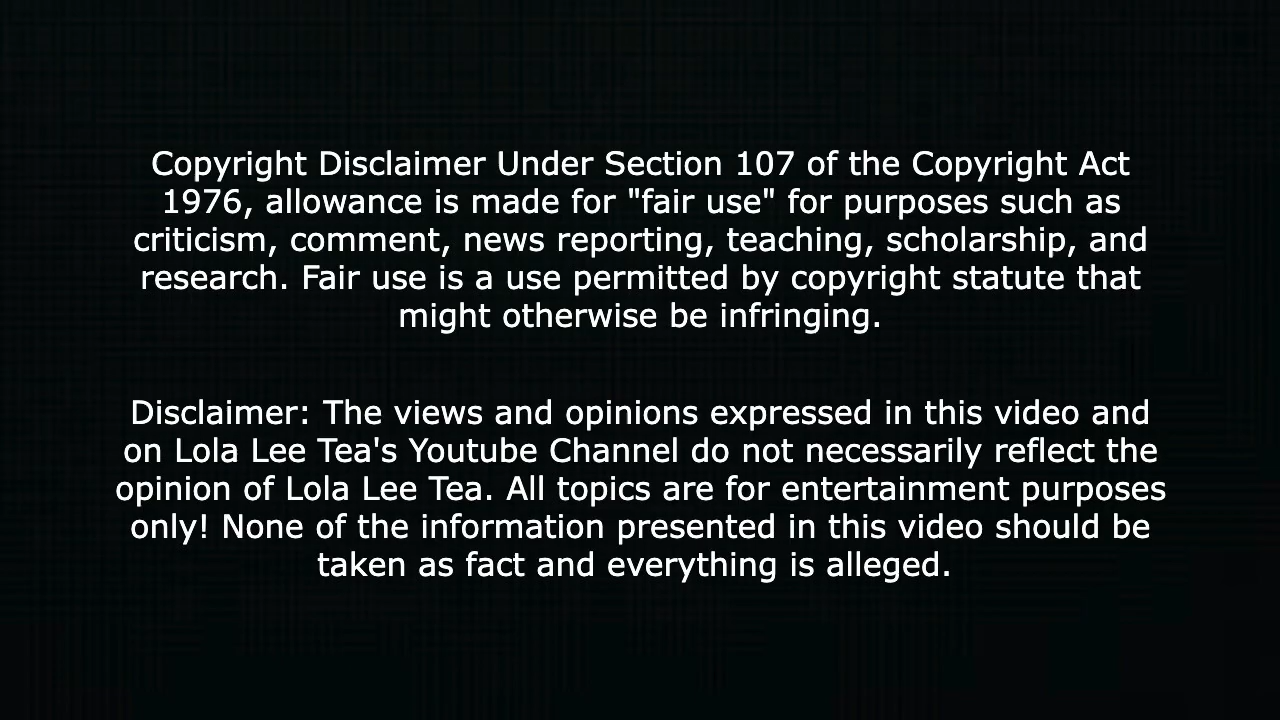 Copyright Disclaimer Under Section 107 of the Copyright Act
1976, allowance is made for "fair use" for purposes such as
criticism, comment, news reporting, teaching, scholarship, and
research. Fair use is a use permitted by copyright statute that
might otherwise be infringing.
Disclaimer: The views and opinions expressed in this video and
on Lola Lee Tea's Youtube Channel do not necessarily reflect the
opinion of Lola Lee Tea. All topics are for entertainment purposes
only! None of the information presented in this video should be
taken as fact and everything is alleged.